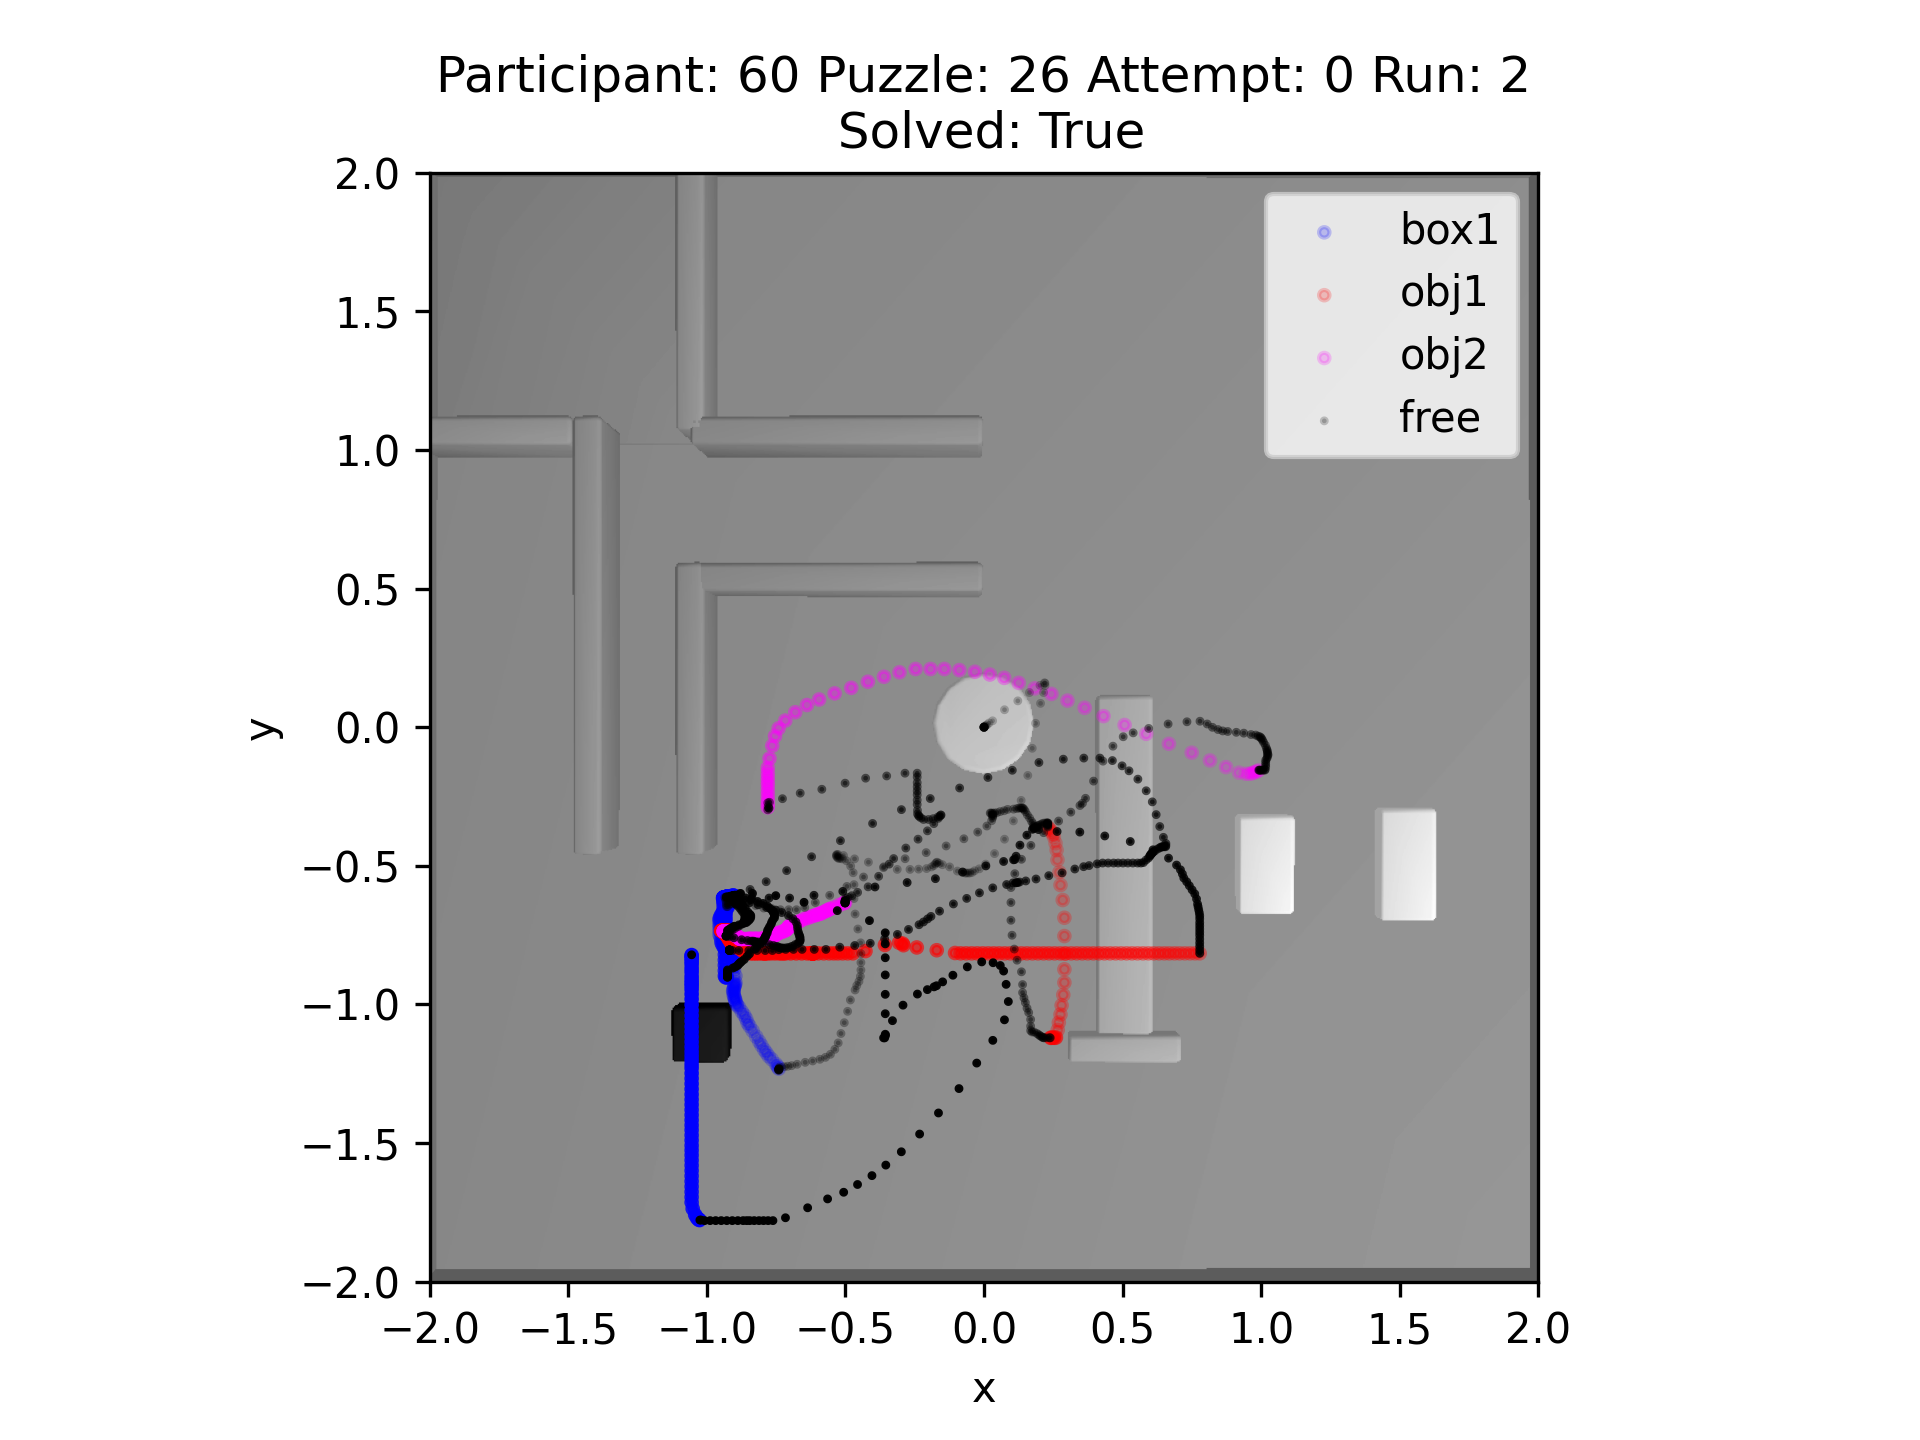 Participant: 60 Puzzle: 26 Attempt: 0 Run: 2
Solved: True
box1
obj1
obj2
free
2.0
1.5
1.0
0.5
0.0
−0.5
−1.0
−1.5
−2.0
y
−2.0 −1.5 −1.0 −0.5 0.0 0.5 1.0 1.5 2.0
x